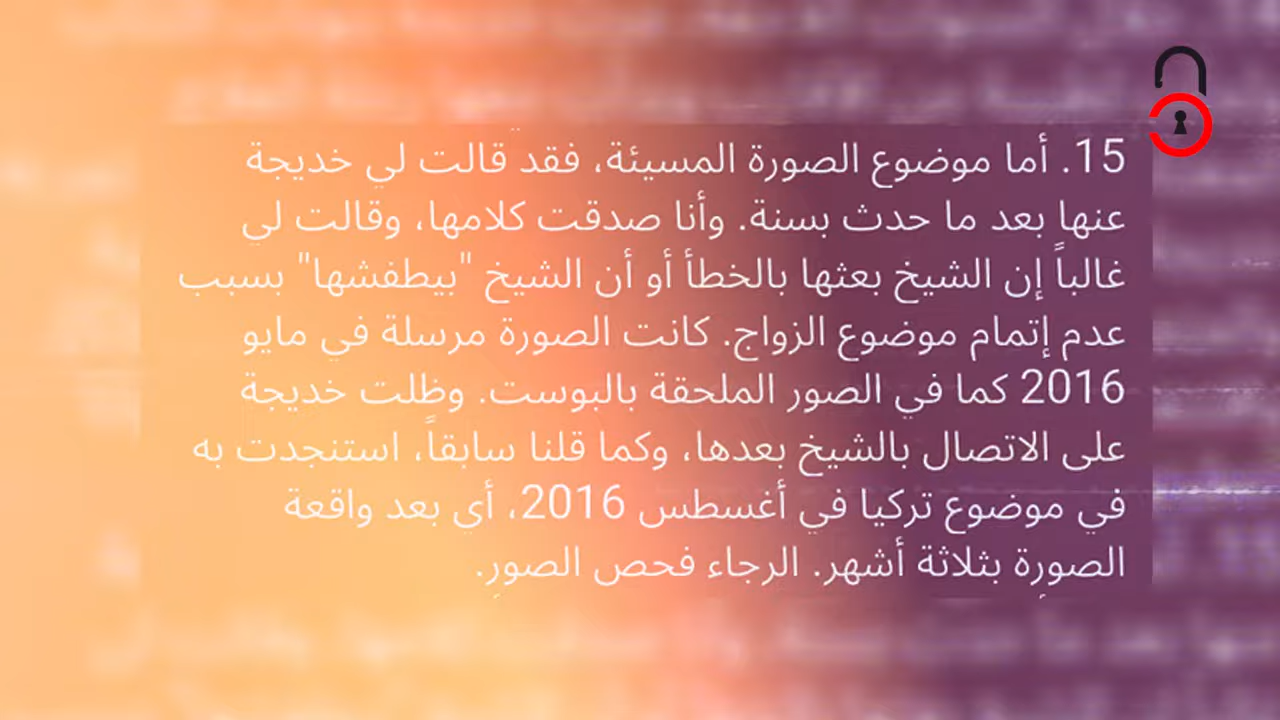 15. أما موضوع الصورة المسيئة، فقد قالت لي خديجة
عنها بعد ما حدث بسنة. وأنا صدقت كلامها، وقالت لي
غالباً إن الشيخ بعثها بالخطأ أو أن الشيخ "بيطفشها" بسبب
عدم إتمام موضوع الزواج. كانت الصورة مرسلة في مايو
2016 كما في الصور الملحقة بالبوست. وظلت خديجة
على الاتصال بالشيخ بعدها، وكما قلنا سابقاً، استنجدت به
في موضوع تركيا في أغسطس 2016، أي بعد واقعة
الصورة بثلاثة أشهر. الرجاء فحص الصور.